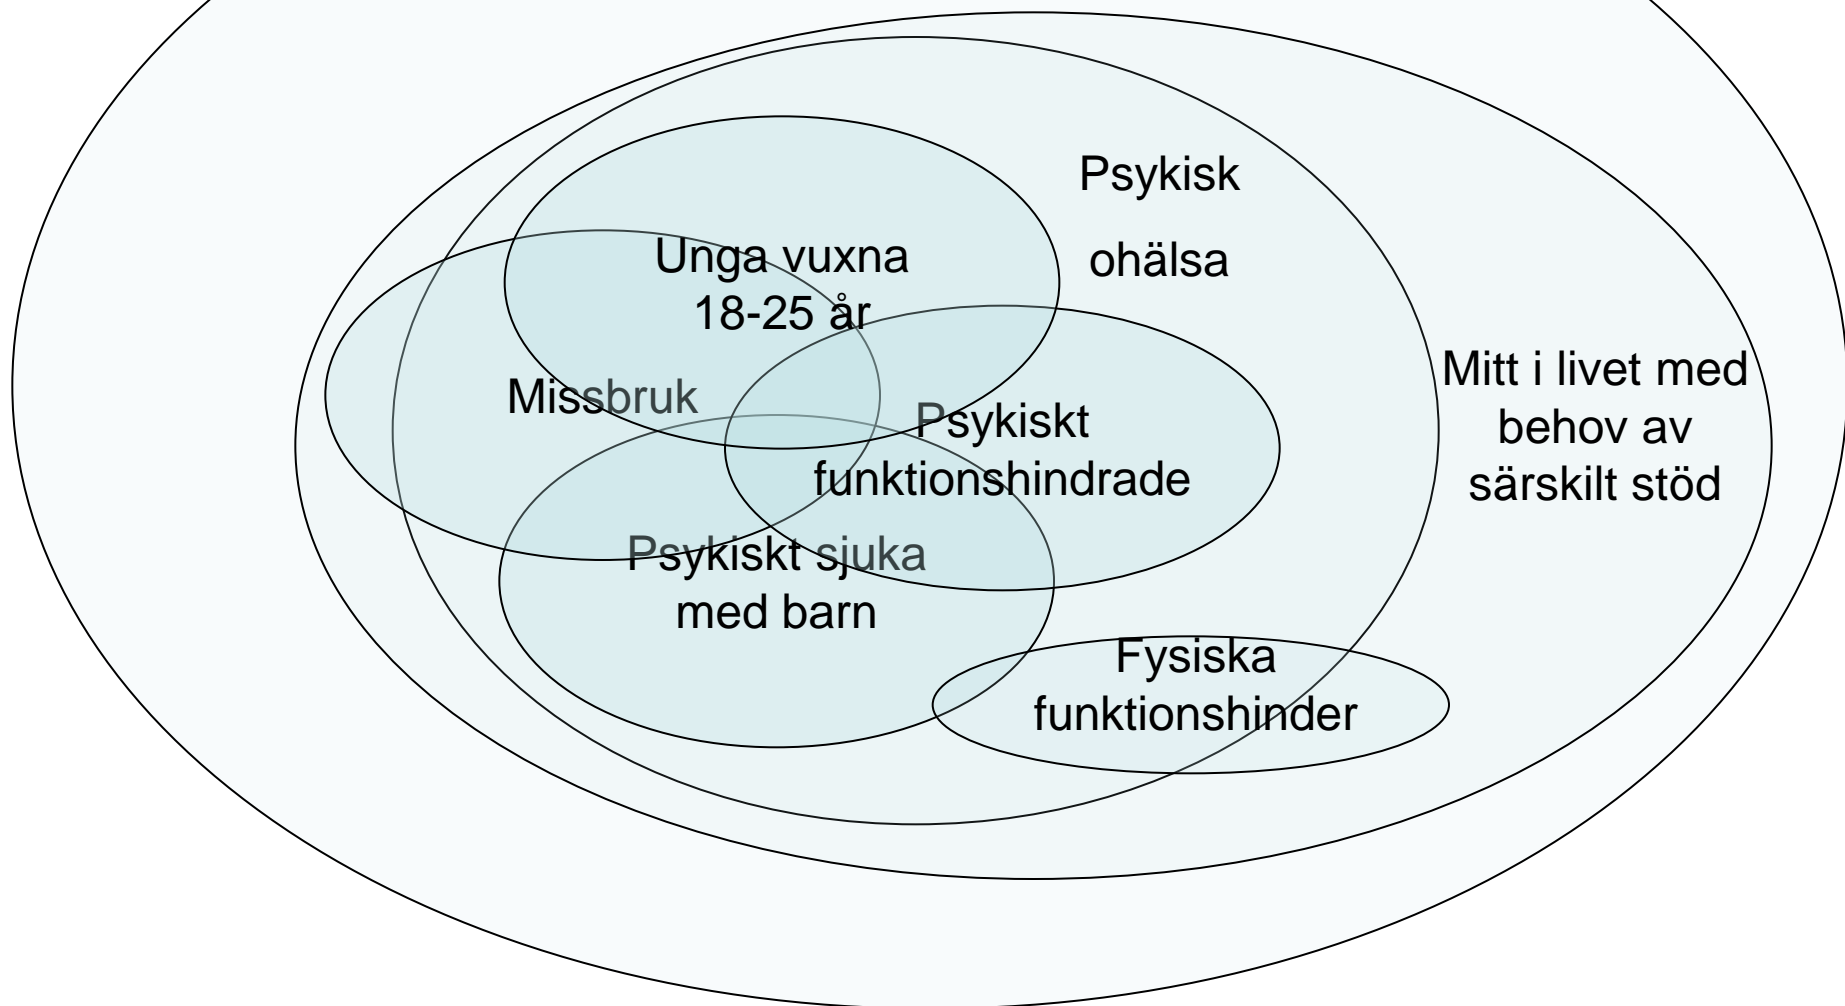 Psykisk
ohälsa
Unga vuxna
18-25 år
Missbruk
Psykiskt
funktionshindrade
Mitt i livet med
behov av
särskilt stöd
Psykiskt sjuka
med barn
Fysiska
funktionshinder